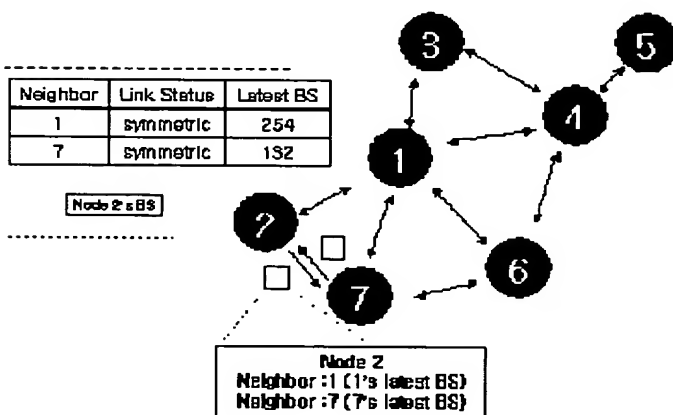 3
5
4
Neighbor Link Status Latest BS
1 symmetric 254
7 symmetric 132
1
Node 2's BS
2
6
7
Node 2
Neighbor :1 (1's latest BS)
Neighbor :7 (7's latest BS)